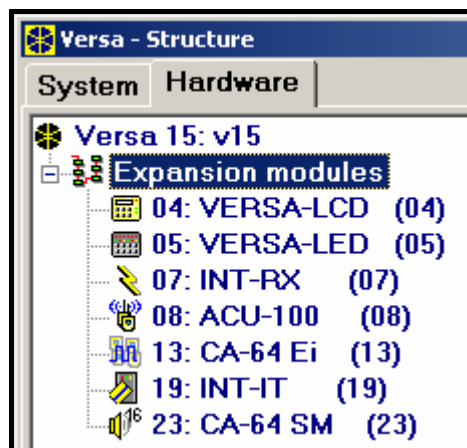 Versa - Structure
System Hardware
Versa 15: v15
Expansion modules
04: VERSA-LCD (04)
05: VERSA-LED (05)
07: INT-RX (07)
08: ACU-100 (08)
13: CA-64 Ei (13)
19: INT-IT (19)
16 23: CA-64 SM (23)